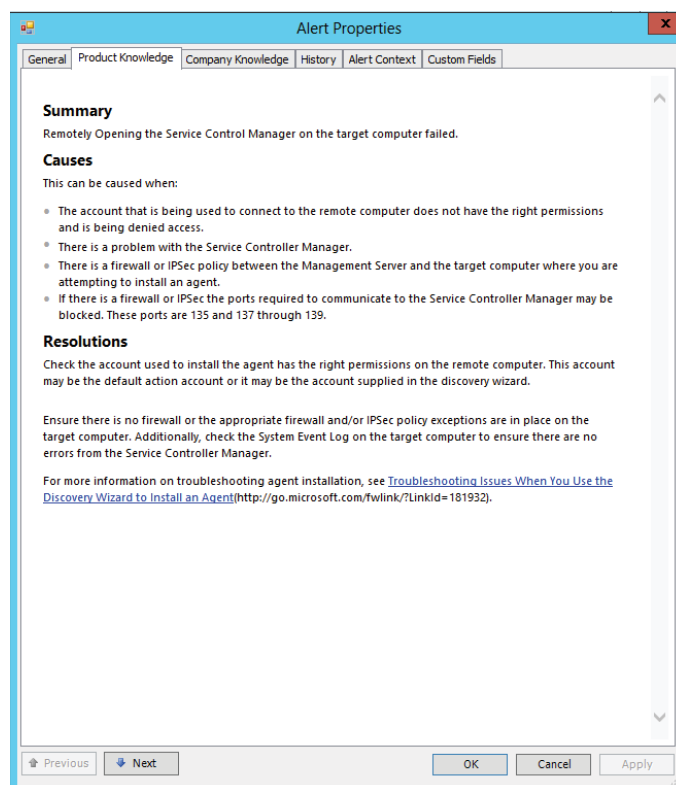 Alert Properties
x
General Product Knowledge Company Knowledge History Alert Context Custom Fields
Summary
Remotely Opening the Service Control Manager on the target computer failed.
Causes
This can be caused when:
The account that is being used to connect to the remote computer does not have the right permissions
and is being denied access.
There is a problem with the Service Controller Manager.
There is a firewall or IPSec policy between the Management Server and the target computer where you are
attempting to install an agent.
If there is a firewall or IPSec the ports required to communicate to the Service Controller Manager may be
blocked. These ports are 135 and 137 through 139.
Resolutions
Check the account used to install the agent has the right permissions on the remote computer. This account
may be the default action account or it may be the account supplied in the discovery wizard.
Ensure there is no firewall or the appropriate firewall and/or IPSec policy exceptions are in place on the
target computer. Additionally, check the System Event Log on the target computer to ensure there are no
errors from the Service Controller Manager.
For more information on troubleshooting agent installation, see Troubleshooting Issues When You Use the
Discovery Wizard to Install an Agent(http://go.microsoft.com/fwlink/?LinkId=181932).
Previous Next OK Cancel Apply